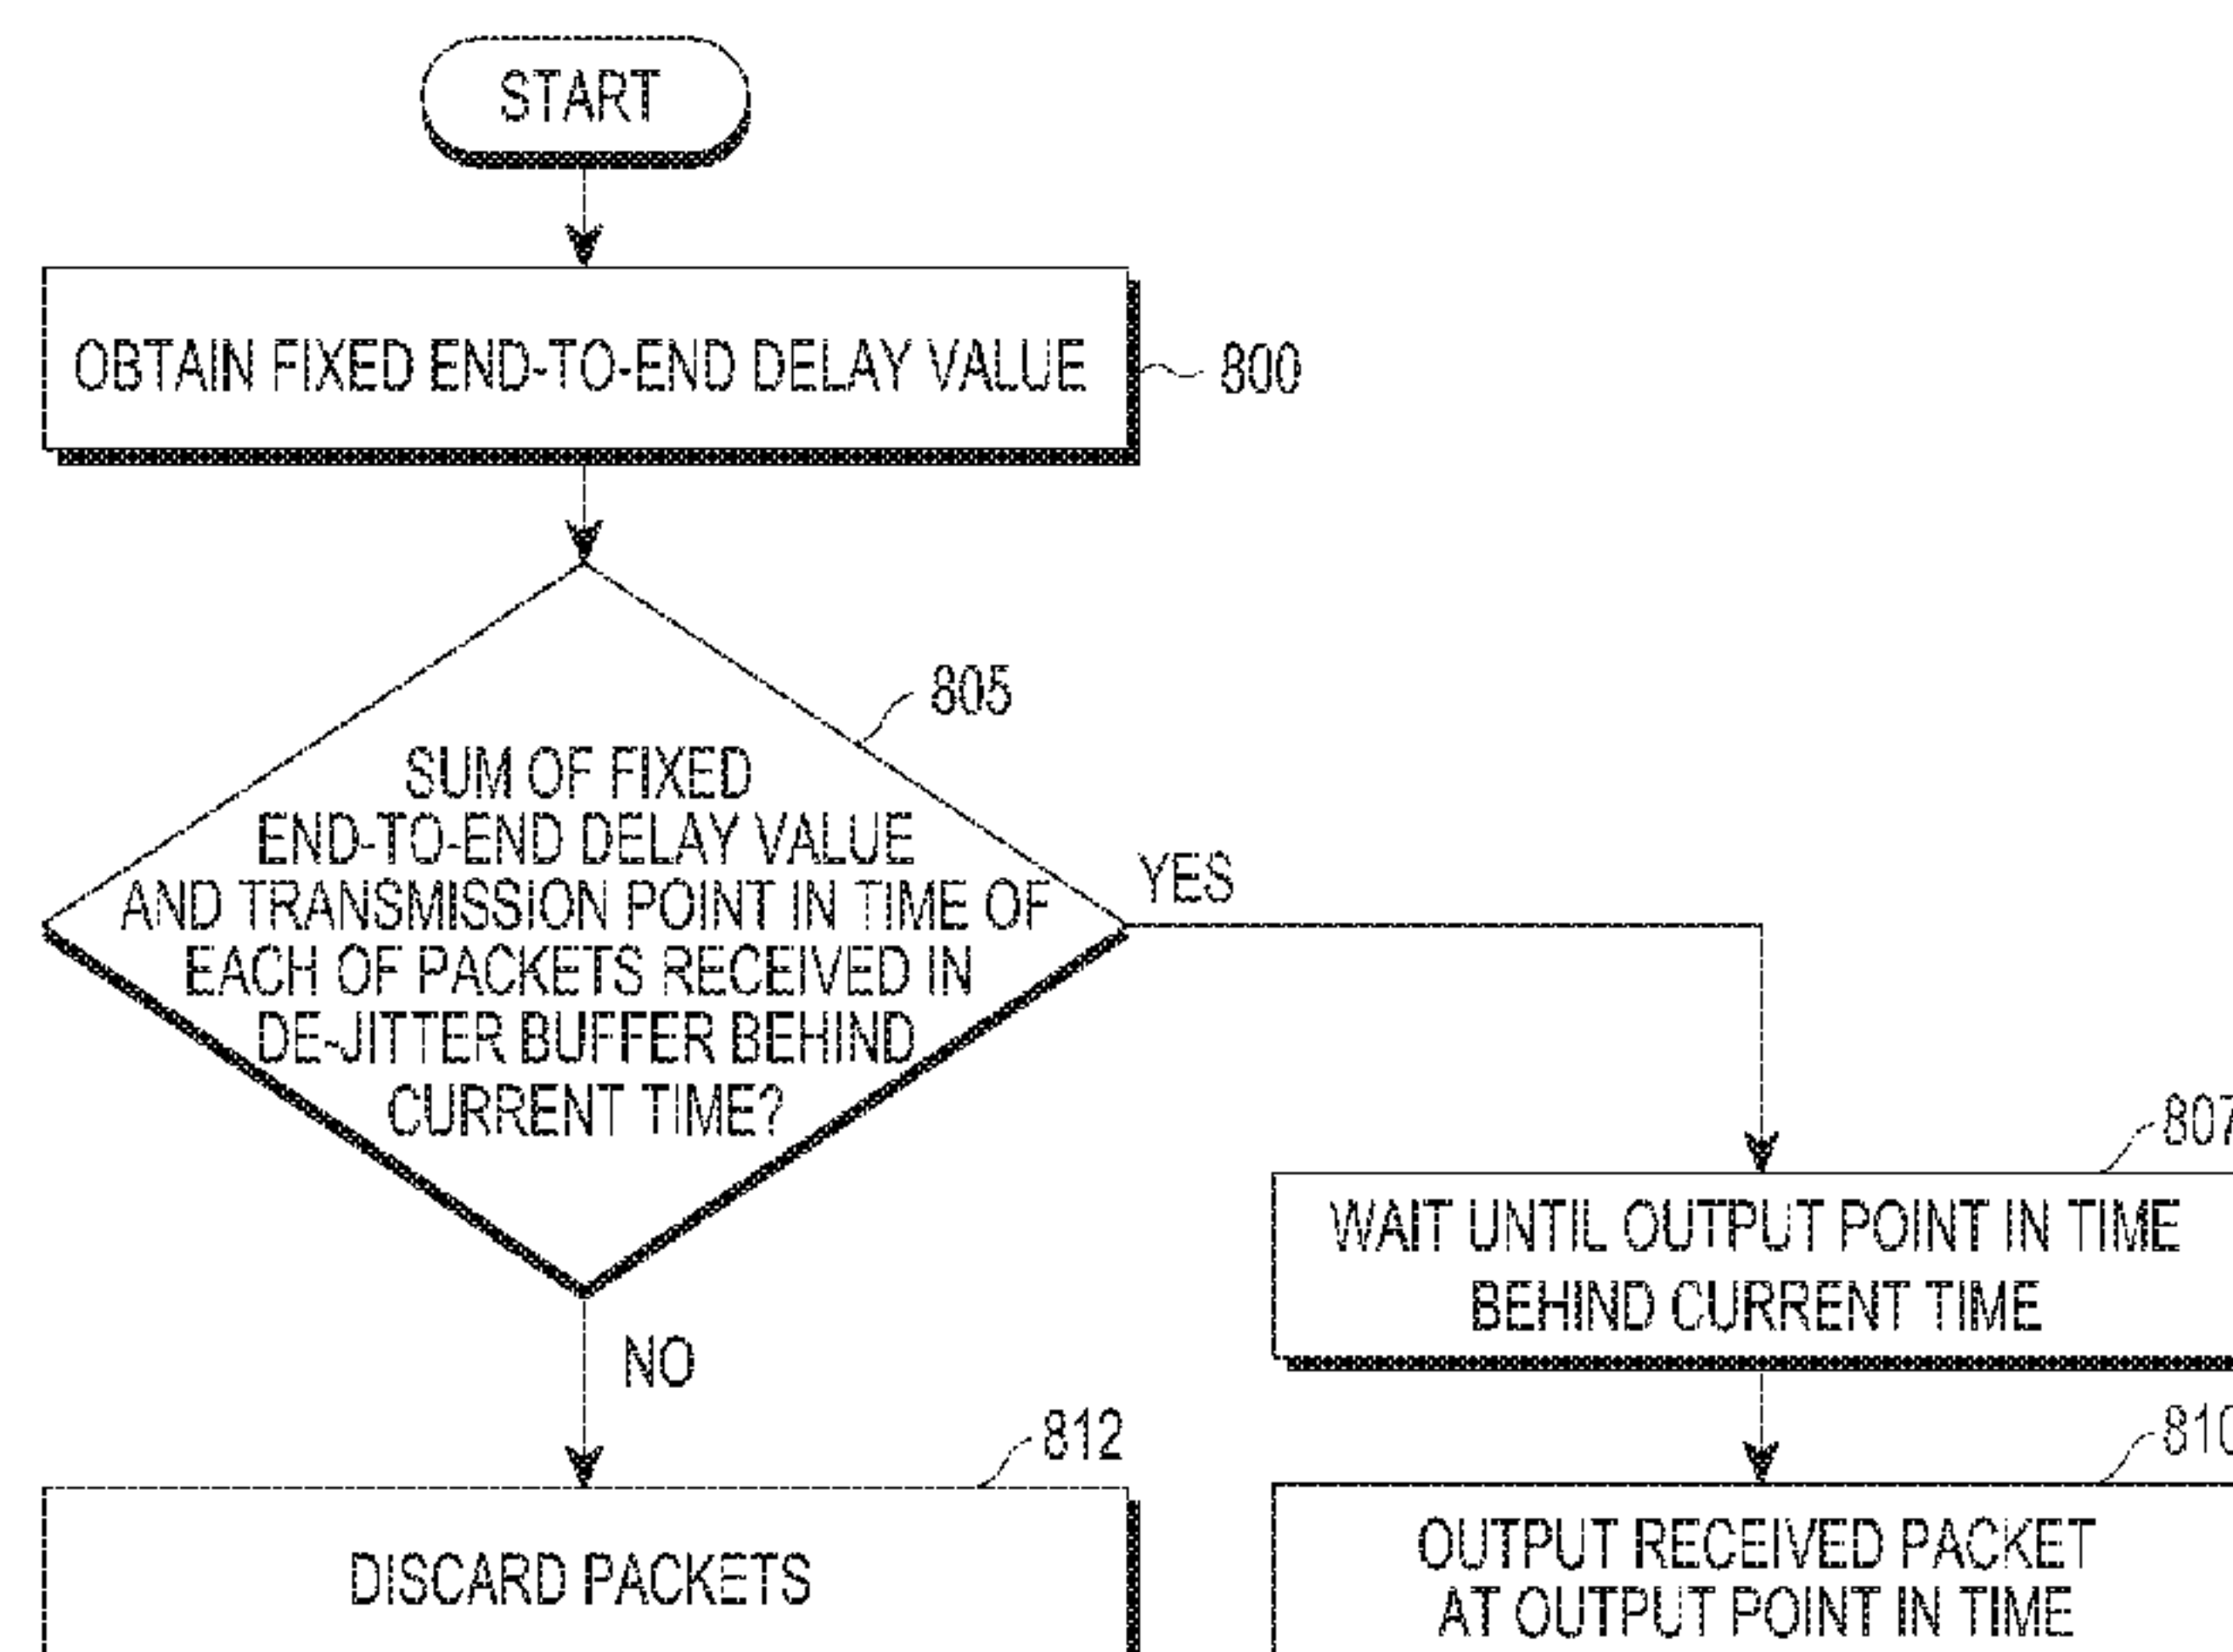 START
OBTAIN FIXED END-TO-END DELAY VALUE
800
805
SUM OF FIXED
END-TO-END DELAY VALUE
AND TRANSMISSION POINT IN TIME OF
EACH OF PACKETS RECEIVED IN
DE-JITTER BUFFER BEHIND
CURRENT TIME?
YES
807
WAIT UNTIL OUTPUT POINT IN TIME
BEHIND CURRENT TIME
NO
812
DISCARD PACKETS
810
OUTPUT RECEIVED PACKET
AT OUTPUT POINT IN TIME